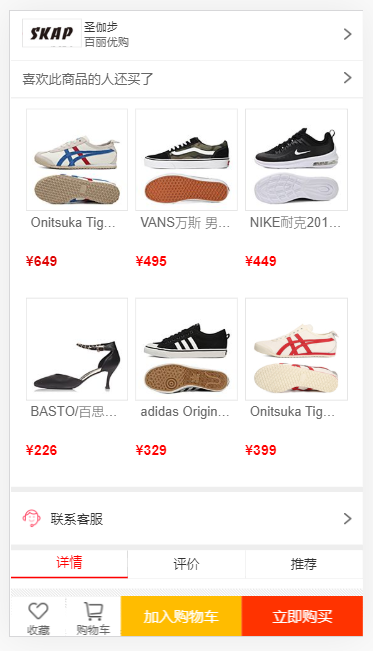 SKAP
圣伽步
百丽优购
喜欢此商品的人还买了
Onitsuka Tig...
VANS万斯 男...
NIKE耐克201...
¥649
¥495
¥449
BASTO/百思...
adidas Origin...
Onitsuka Tig...
¥226
¥329
¥399
联系客服
详情
评价
推荐
收藏
购物车
加入购物车
立即购买